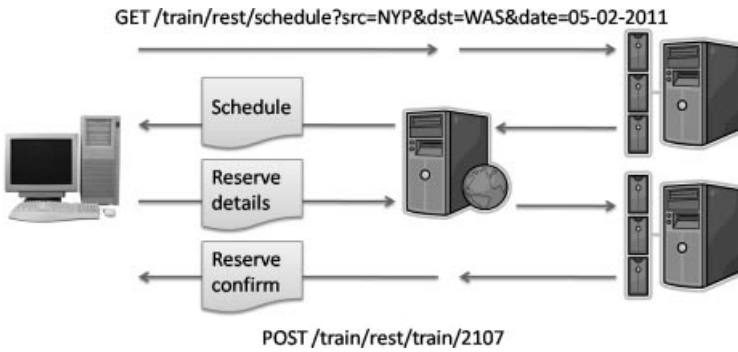 GET /train/rest/schedule?src=NYP&dst=WAS&date=05-02-2011
Schedule
Reserve
details
Reserve
confirm
POST /train/rest/train/2107